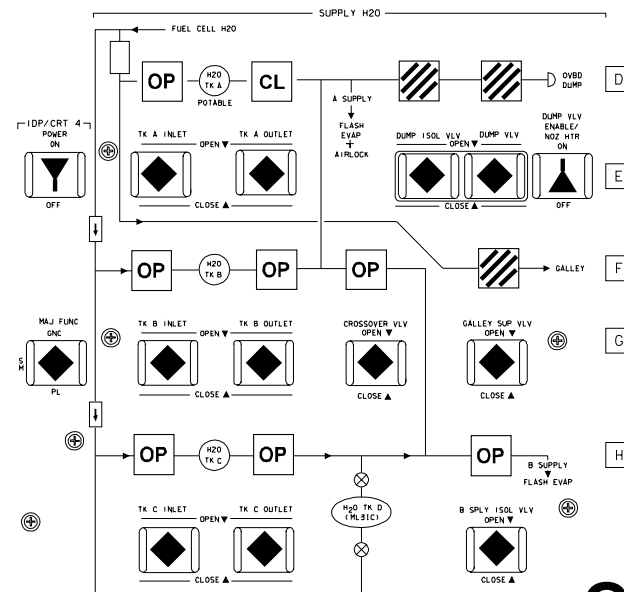 SUPPLY H2O
FUEL CELL H2O
OP
H2O
TK A
POTABLE
CL
OVBD
DUMP
D
A SUPPLY
FLASH
EVAP
+
AIRLOCK
IDP/CRT 4
POWER
ON
OFF
TK A INLET
OPEN
TK A OUTLET
CLOSE
DUMP ISOL VLV
DUMP VLV
OPEN
CLOSE
DUMP VLV
ENABLE/
NOZ HTR
ON
OFF
E
OP
H2O
TK B
OP
OP
GALLEY
F
MAJ FUNC
GNC
SM
PL
TK B INLET
OPEN
TK B OUTLET
CLOSE
CROSSOVER VLV
OPEN
CLOSE
GALLEY SUP VLV
OPEN
CLOSE
G
OP
H2O
TK C
OP
OP
B SUPPLY
FLASH EVAP
H
H2O TK D
(ML31C)
TK C INLET
OPEN
TK C OUTLET
CLOSE
B SPLY ISOL VLV
OPEN
CLOSE